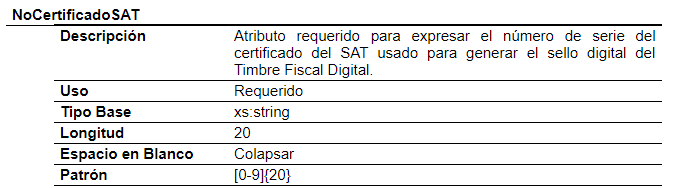 NoCertificadoSAT
Descripción Atributo requerido para expresar el número de serie del
certificado del SAT usado para generar el sello digital del
Timbre Fiscal Digital.
Uso Requerido
Tipo Base xs:string
Longitud 20
Espacio en Blanco Colapsar
Patrón [0-9]{20}